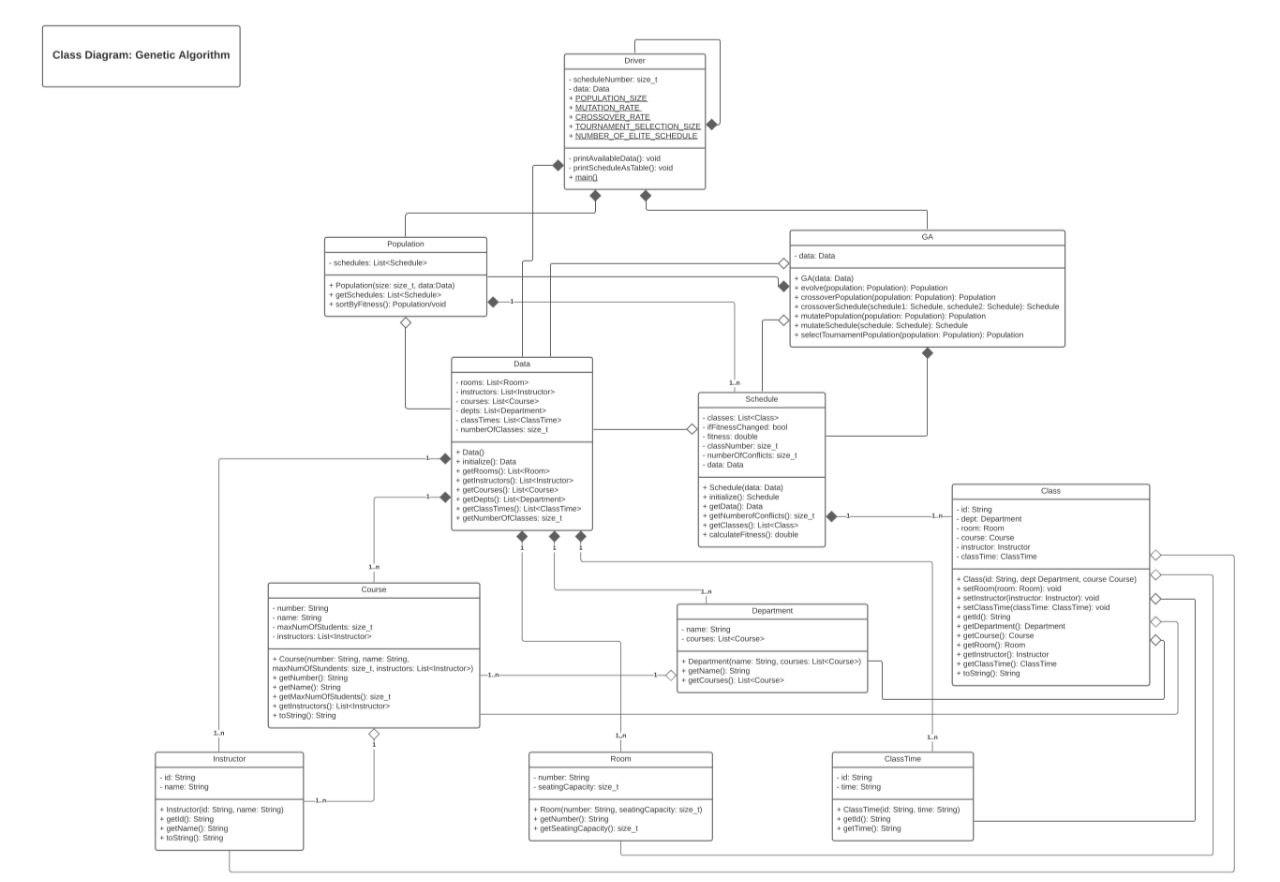 Class Diagram: Genetic Algorithm
Driver
- scheduleNumber: size_t
- data: Data
+ POPULATION_SIZE
+ MUTATION_RATE
+ CROSSOVER_RATE
+ TOURNAMENT_SELECTION_SIZE
+ NUMBER_OF_ELITE_SCHEDULE
- printAvailableData(): void
- printScheduleAsTable(): void
+ main()
Population
- schedules: List<Schedule>
+ Population(size: size_t, data:Data)
+ getSchedules: List<Schedule>
+ sortByFitness(): Population/void
GA
- data: Data
+ GA(data: Data)
+ evolve(population: Population): Population
+ crossoverPopulation(population: Population): Population
+ crossoverSchedule(schedule1: Schedule, schedule2: Schedule): Schedule
+ mutatePopulation(population: Population): Population
+ mutateSchedule(schedule: Schedule): Schedule
+ selectTournamentPopulation(population: Population): Population
1
1..n
Data
- rooms: List<Room>
- instructors: List<Instructor>
- courses: List<Course>
- depts: List<Department>
- classTimes: List<ClassTime>
- numberOfClasses: size_t
+ Data()
+ initialize(): Data
+ getRooms(): List<Room>
+ getInstructors(): List<Instructor>
+ getCourses(): List<Course>
+ getDepts(): List<Department>
+ getClassTimes(): List<ClassTime>
+ getNumberOfClasses: size_t
Schedule
- classes: List<Class>
- ifFitnessChanged: bool
- fitness: double
- classNumber: size_t
- numberOfConflicts: size_t
- data: Data
+ Schedule(data: Data)
+ initialize(): Schedule
+ getData(): Data
+ getNumberofConflicts(): size_t
+ getClasses(): List<Class>
+ calculateFitness(): double
1
1..n
Class
- id: String
- dept: Department
- room: Room
- course: Course
- instructor: Instructor
- classTime: ClassTime
+ Class(id: String, dept Department, course Course)
+ setRoom(room: Room): void
+ setInstructor(instructor: Instructor): void
+ setClassTime(classTime: ClassTime): void
+ getId(): String
+ getDepartment(): Department
+ getCourse(): Course
+ getRoom(): Room
+ getInstructor(): Instructor
+ getClassTime(): ClassTime
+ toString(): String
1
1
1
1
1
1..n
1..n
Course
- number: String
- name: String
- maxNumOfStudents: size_t
- instructors: List<Instructor>
+ Course(number: String, name: String,
maxNumOfStundents: size_t, instructors: List<Instructor>)
+ getNumber(): String
+ getName(): String
+ getMaxNumOfStudents(): size_t
+ getInstructors(): List<Instructor>
+ toString(): String
Department
- name: String
- courses: List<Course>
+ Department(name: String, courses: List<Course>)
+ getName(): String
+ getCourses(): List<Course>
1..n
1
1
1..n
1..n
1..n
1..n
Instructor
- id: String
- name: String
+ Instructor(id: String, name: String)
+ getId(): String
+ getName(): String
+ toString(): String
Room
- number: String
- seatingCapacity: size_t
+ Room(number: String, seatingCapacity: size_t)
+ getNumber(): String
+ getSeatingCapacity(): size_t
ClassTime
- id: String
- time: String
+ ClassTime(id: String, time: String)
+ getId(): String
+ getTime(): String